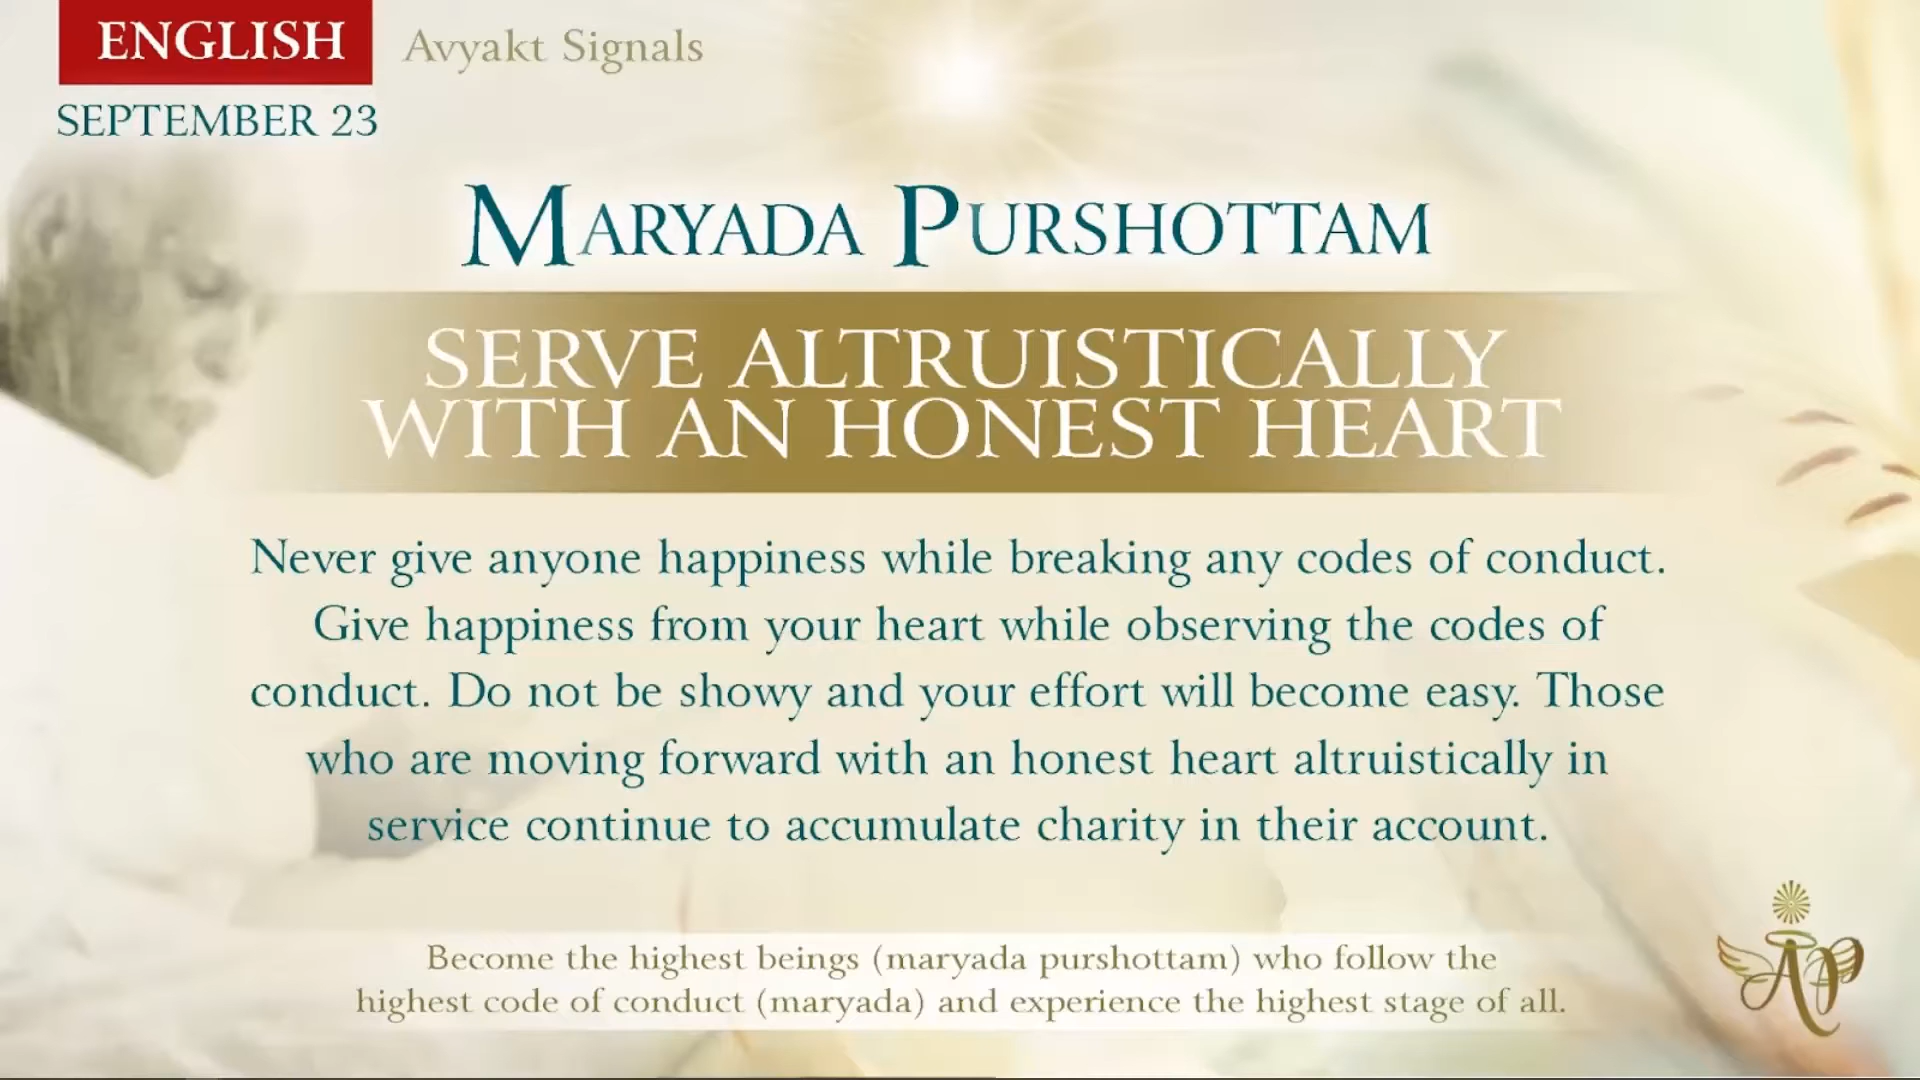 ENGLISH
Avyakt Signals
SEPTEMBER 23
MARYADA PURSHOTTAM
SERVE ALTRUISTICALLY
WITH AN HONEST HEART
Never give anyone happiness while breaking any codes of conduct.
Give happiness from your heart while observing the codes of
conduct. Do not be showy and your effort will become easy. Those
who are moving forward with an honest heart altruistically in
service continue to accumulate charity in their account.
Become the highest beings (maryada purshottam) who follow the
highest code of conduct (maryada) and experience the highest stage of all.
AP